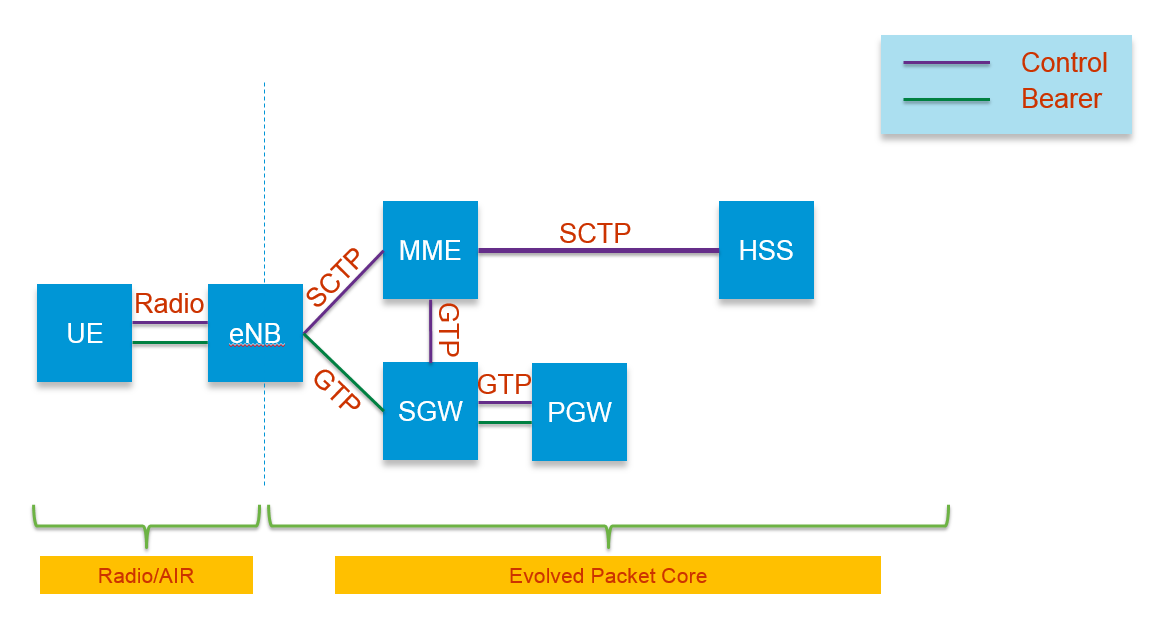 Control
Bearer
MME
SCTP
HSS
SCTP
Radio
UE
eNB
GTP
GTP
GTP
SGW
PGW
Radio/AIR
Evolved Packet Core